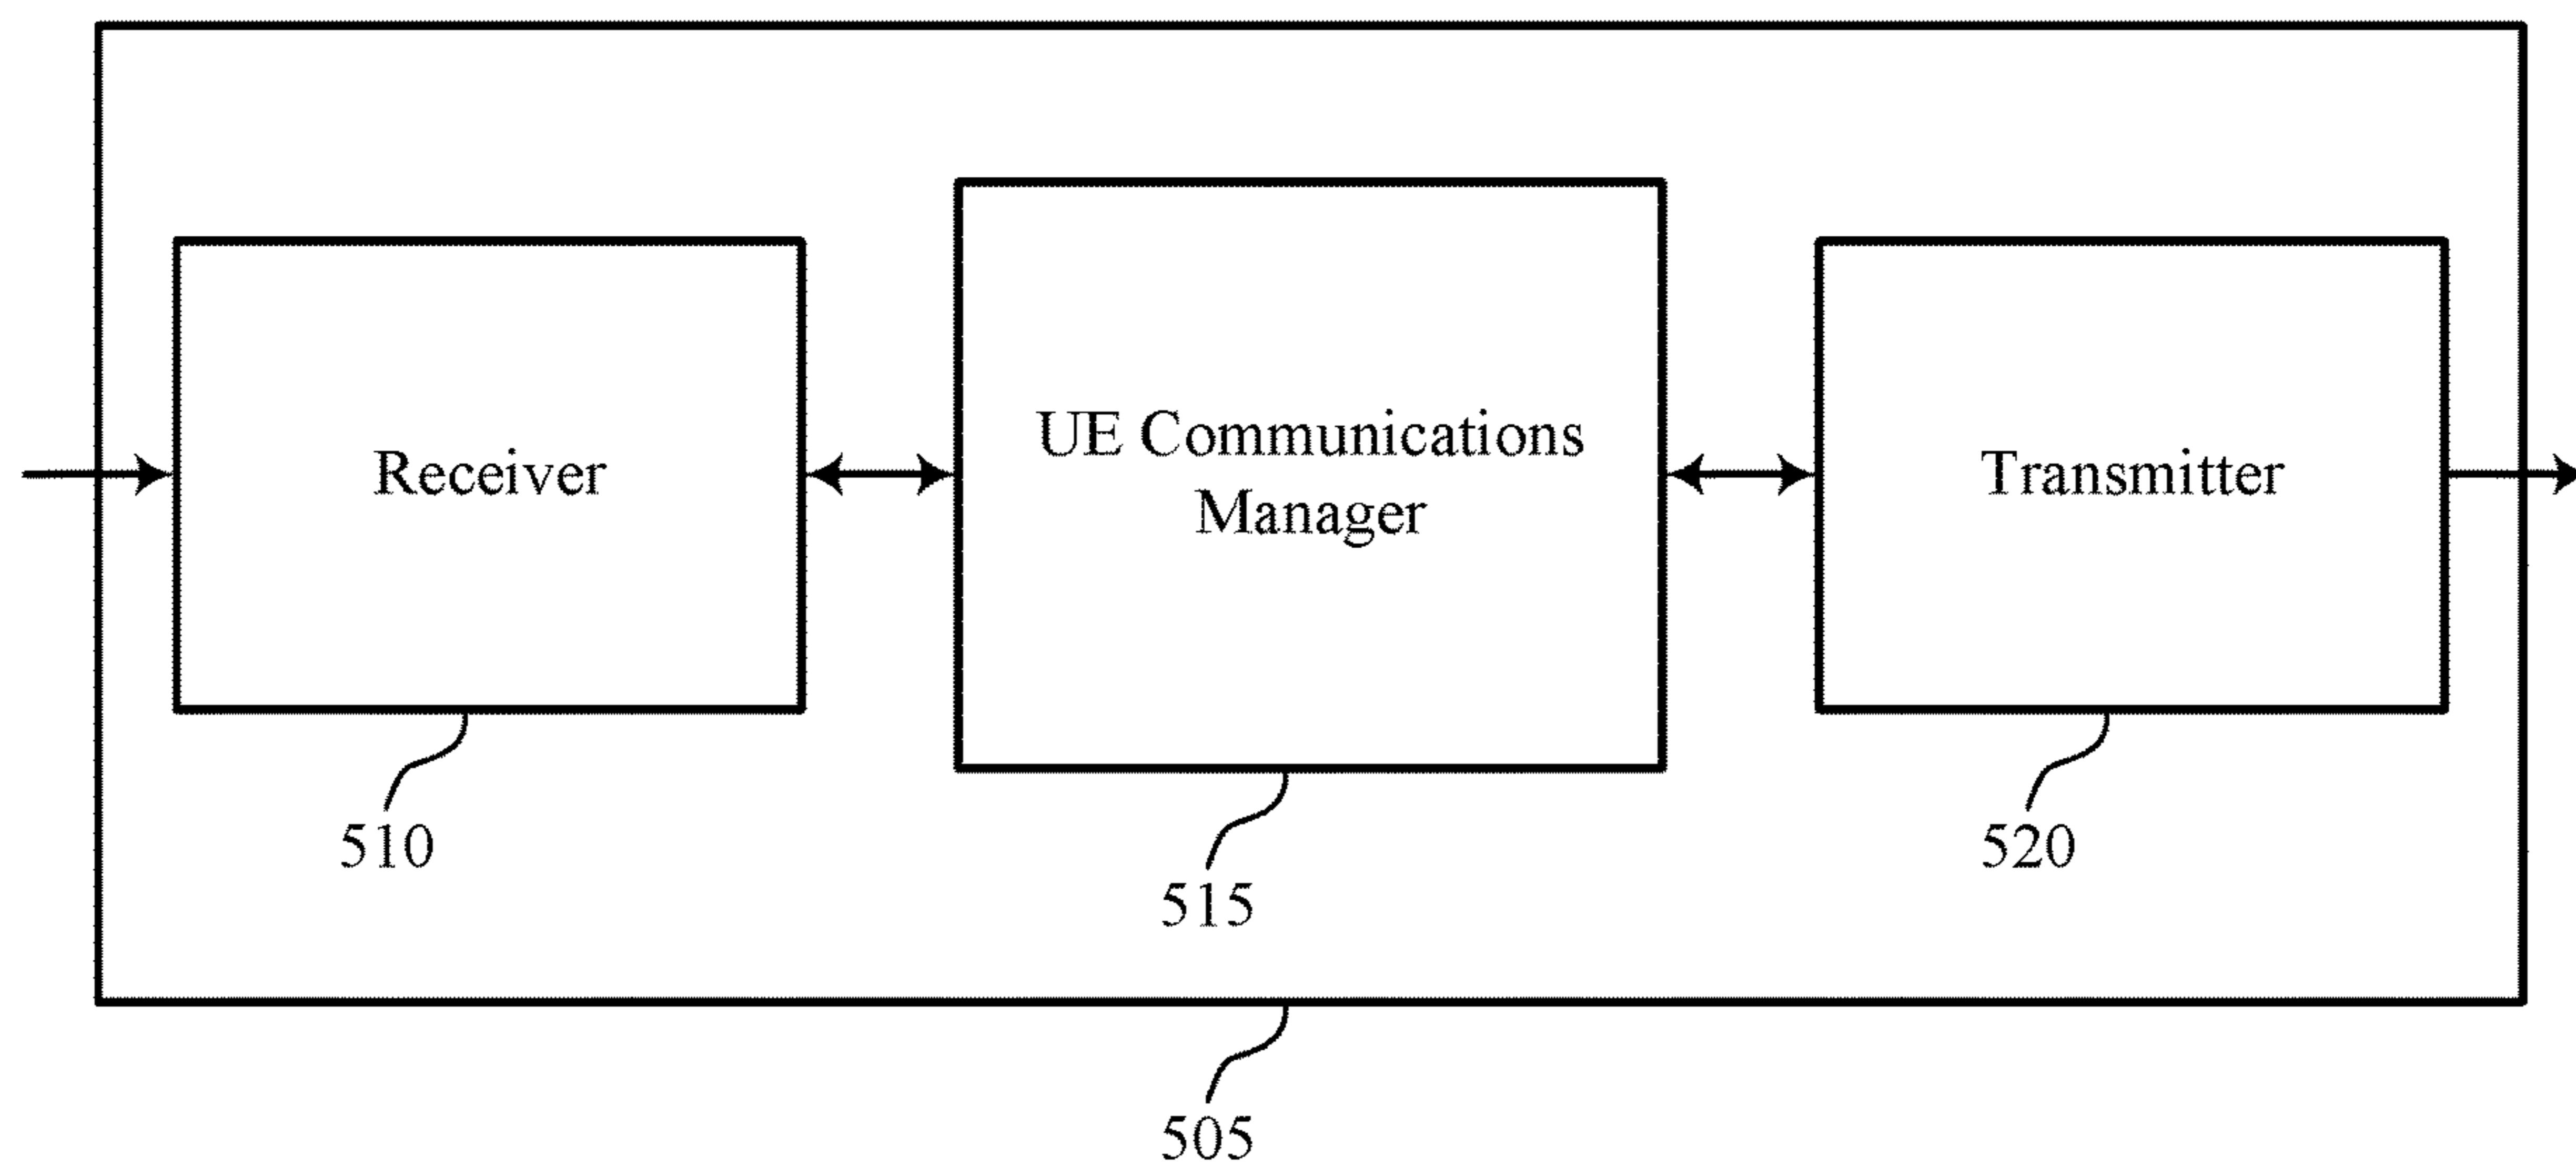 Receiver
UE Communications
Manager
Transmitter
510
515
520
505